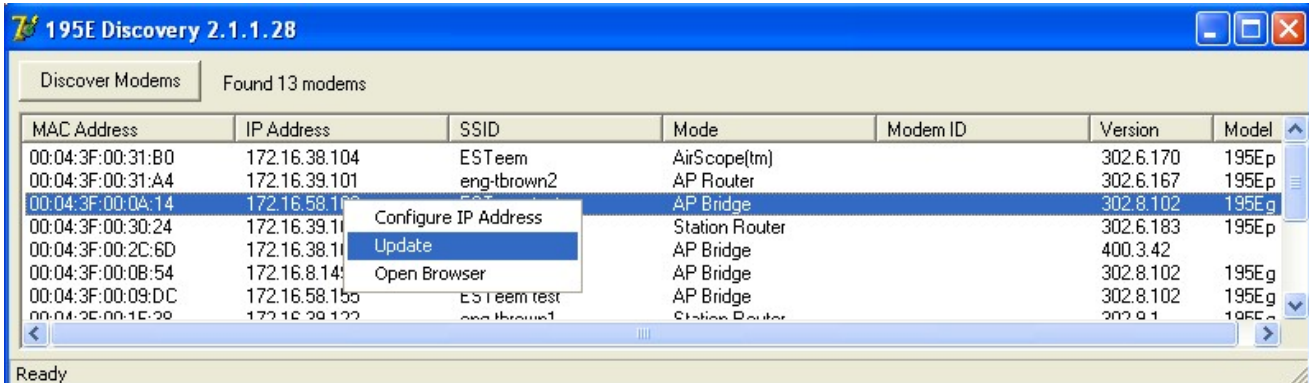 195E Discovery 2.1.1.28
Discover Modems Found 13 modems
MAC Address IP Address SSID Mode Modem ID Version Model
00:04:3F:00:31:B0 172.16.38.104 ESTeem AirScope(tm) 302.6.170 195Ep
00:04:3F:00:31:A4 172.16.39.101 eng-tbrown2 AP Router 302.6.167 195Ep
00:04:3F:00:0A:14 AP Bridge 302.8.102 195Eg
Configure IP Address
00:04:3F:00:30:24 Station Router 302.6.183 195Ep
Update
00:04:3F:00:2C:6D AP Bridge 400.3.42
Open Browser
00:04:3F:00:0B:54 AP Bridge 302.8.102 195Eg
00:04:3F:00:09:DC 172.16.58.155 ESTeem test AP Bridge 302.8.102 195Eg
Station Router
Ready